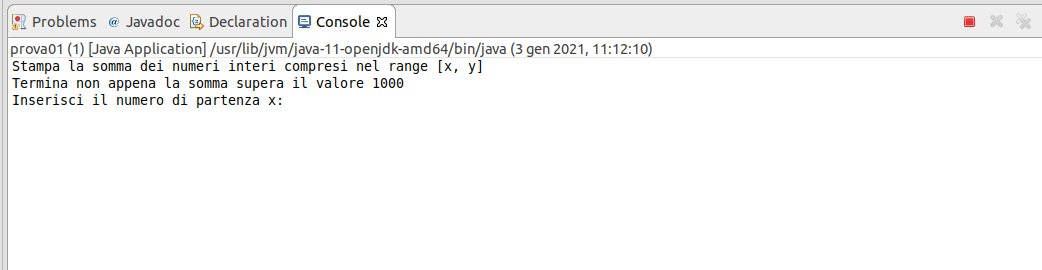 Problems @ Javadoc Declaration Console
prova01 (1) [Java Application] /usr/lib/jvm/java-11-openjdk-amd64/bin/java (3 gen 2021, 11:12:10)
Stampa la somma dei numeri interi compresi nel range [x, y]
Termina non appena la somma supera il valore 1000
Inserisci il numero di partenza x: